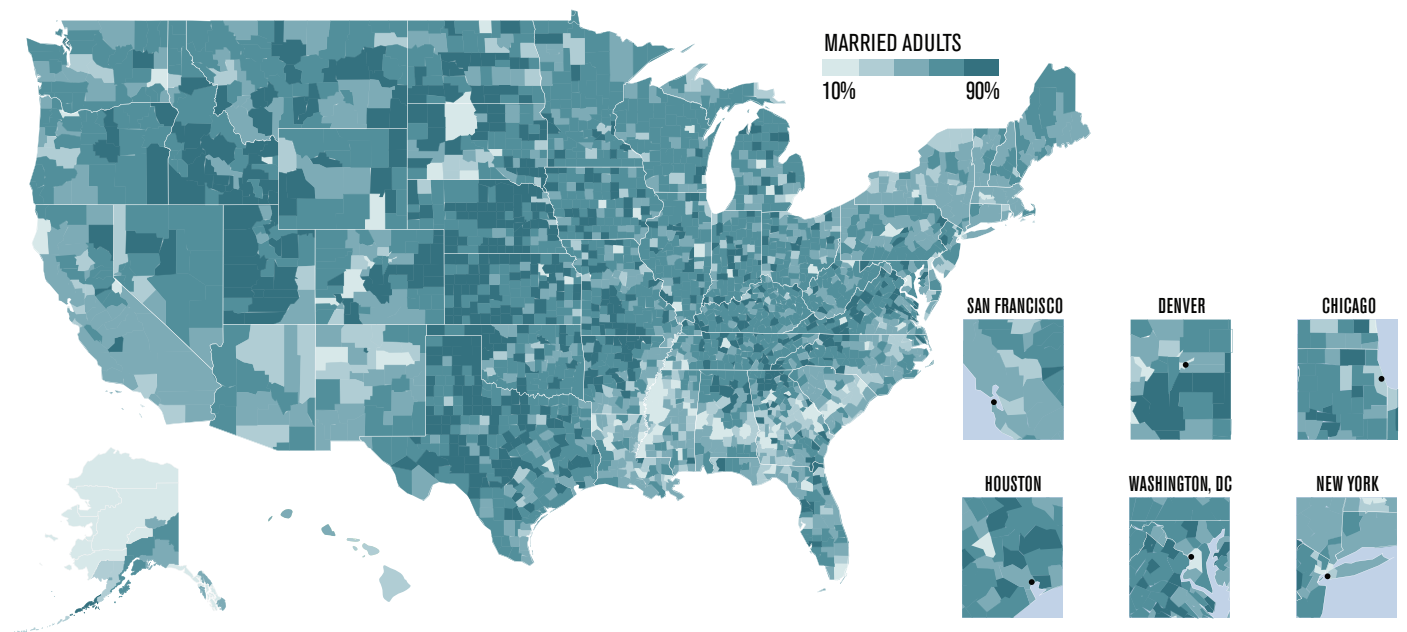 MARRIED ADULTS
10% 90%
SAN FRANCISCO DENVER CHICAGO
HOUSTON WASHINGTON, DC NEW YORK